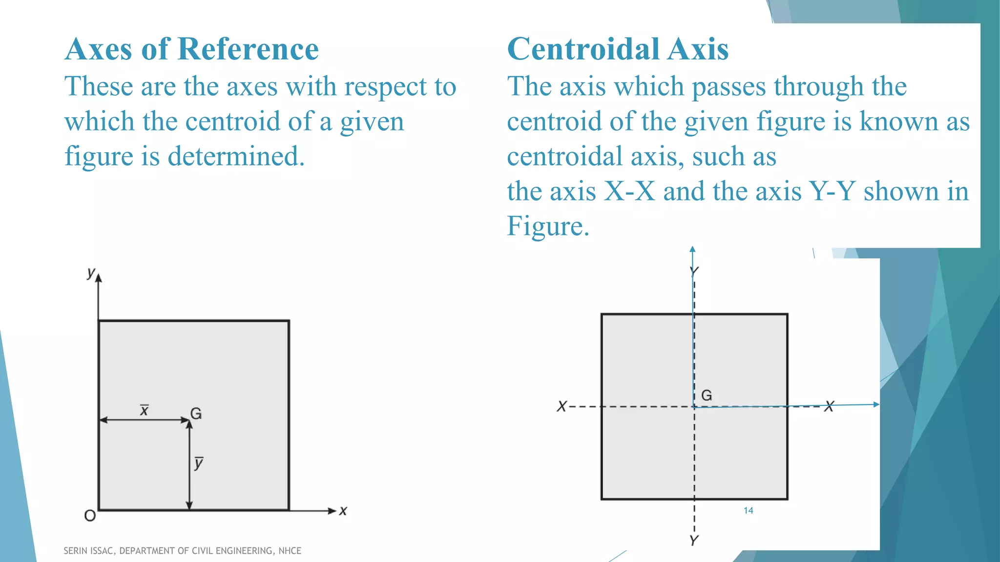 Axes of Reference
These are the axes with respect to
which the centroid of a given
figure is determined.
Centroidal Axis
The axis which passes through the
centroid of the given figure is known as
centroidal axis, such as
the axis X-X and the axis Y-Y shown in
Figure.
y
x̅
G
y̅
O
x
Y
G
X
X
14
Y
SERIN ISSAC, DEPARTMENT OF CIVIL ENGINEERING, NHCE